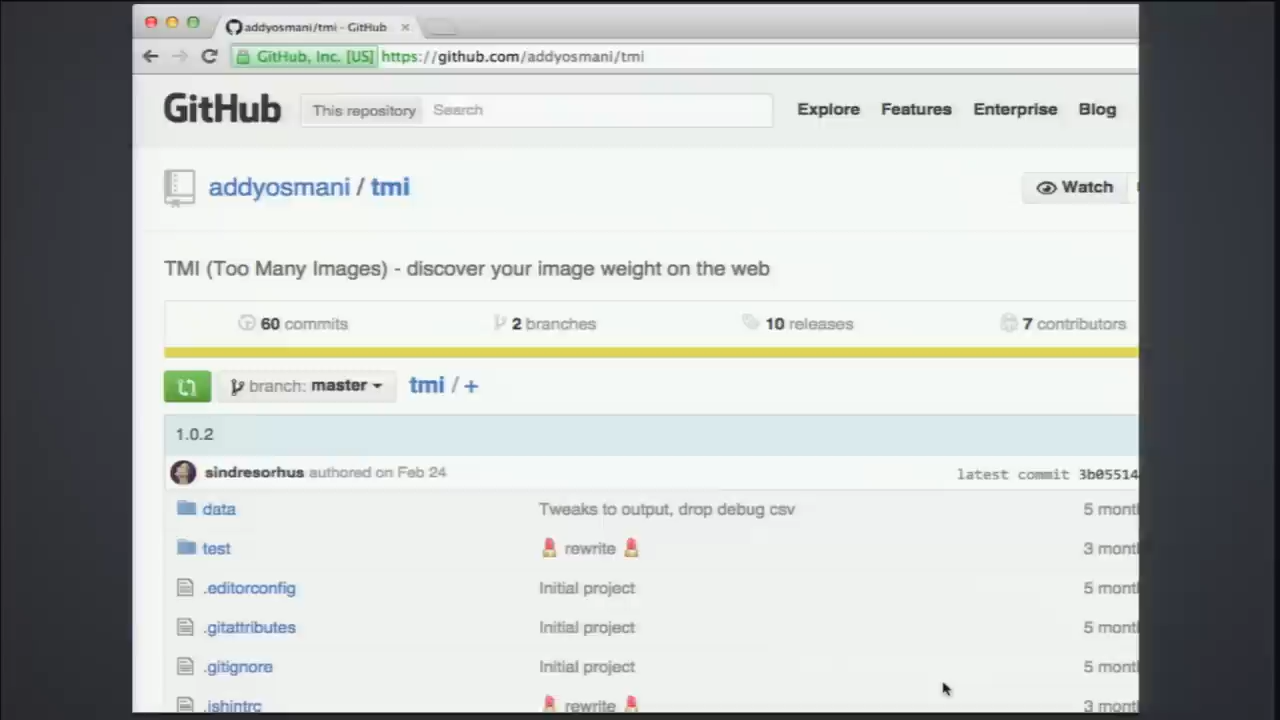 addyosmani/tmi - GitHub
GitHub, Inc. [US] https://github.com/addyosmani/tmi
GitHub This repository Search Explore Features Enterprise Blog
addyosmani / tmi Watch
TMI (Too Many Images) - discover your image weight on the web
60 commits 2 branches 10 releases 7 contributors
branch: master tmi / +
1.0.2
sindresorhus authored on Feb 24 latest commit 3b05514
data Tweaks to output, drop debug csv 5 mont
test rewrite 3 mont
.editorconfig Initial project 5 mont
.gitattributes Initial project 5 mont
.gitignore Initial project 5 mont
.jshintrc rewrite 3 mont